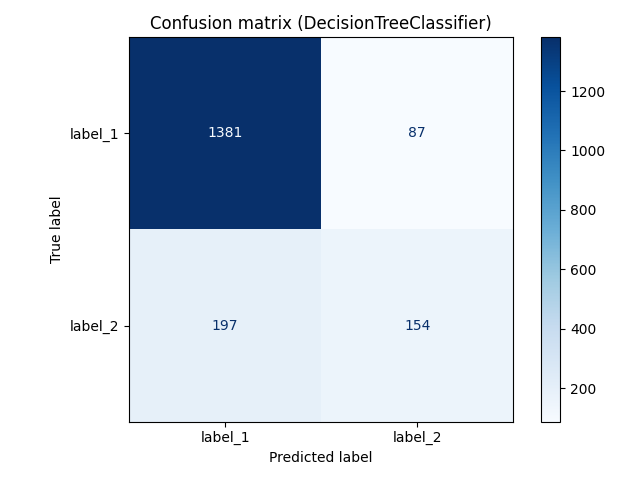 Confusion matrix (DecisionTreeClassifier)
True label
label_1
label_2
1381
87
197
154
label_1
label_2
Predicted label
1200
1000
800
600
400
200